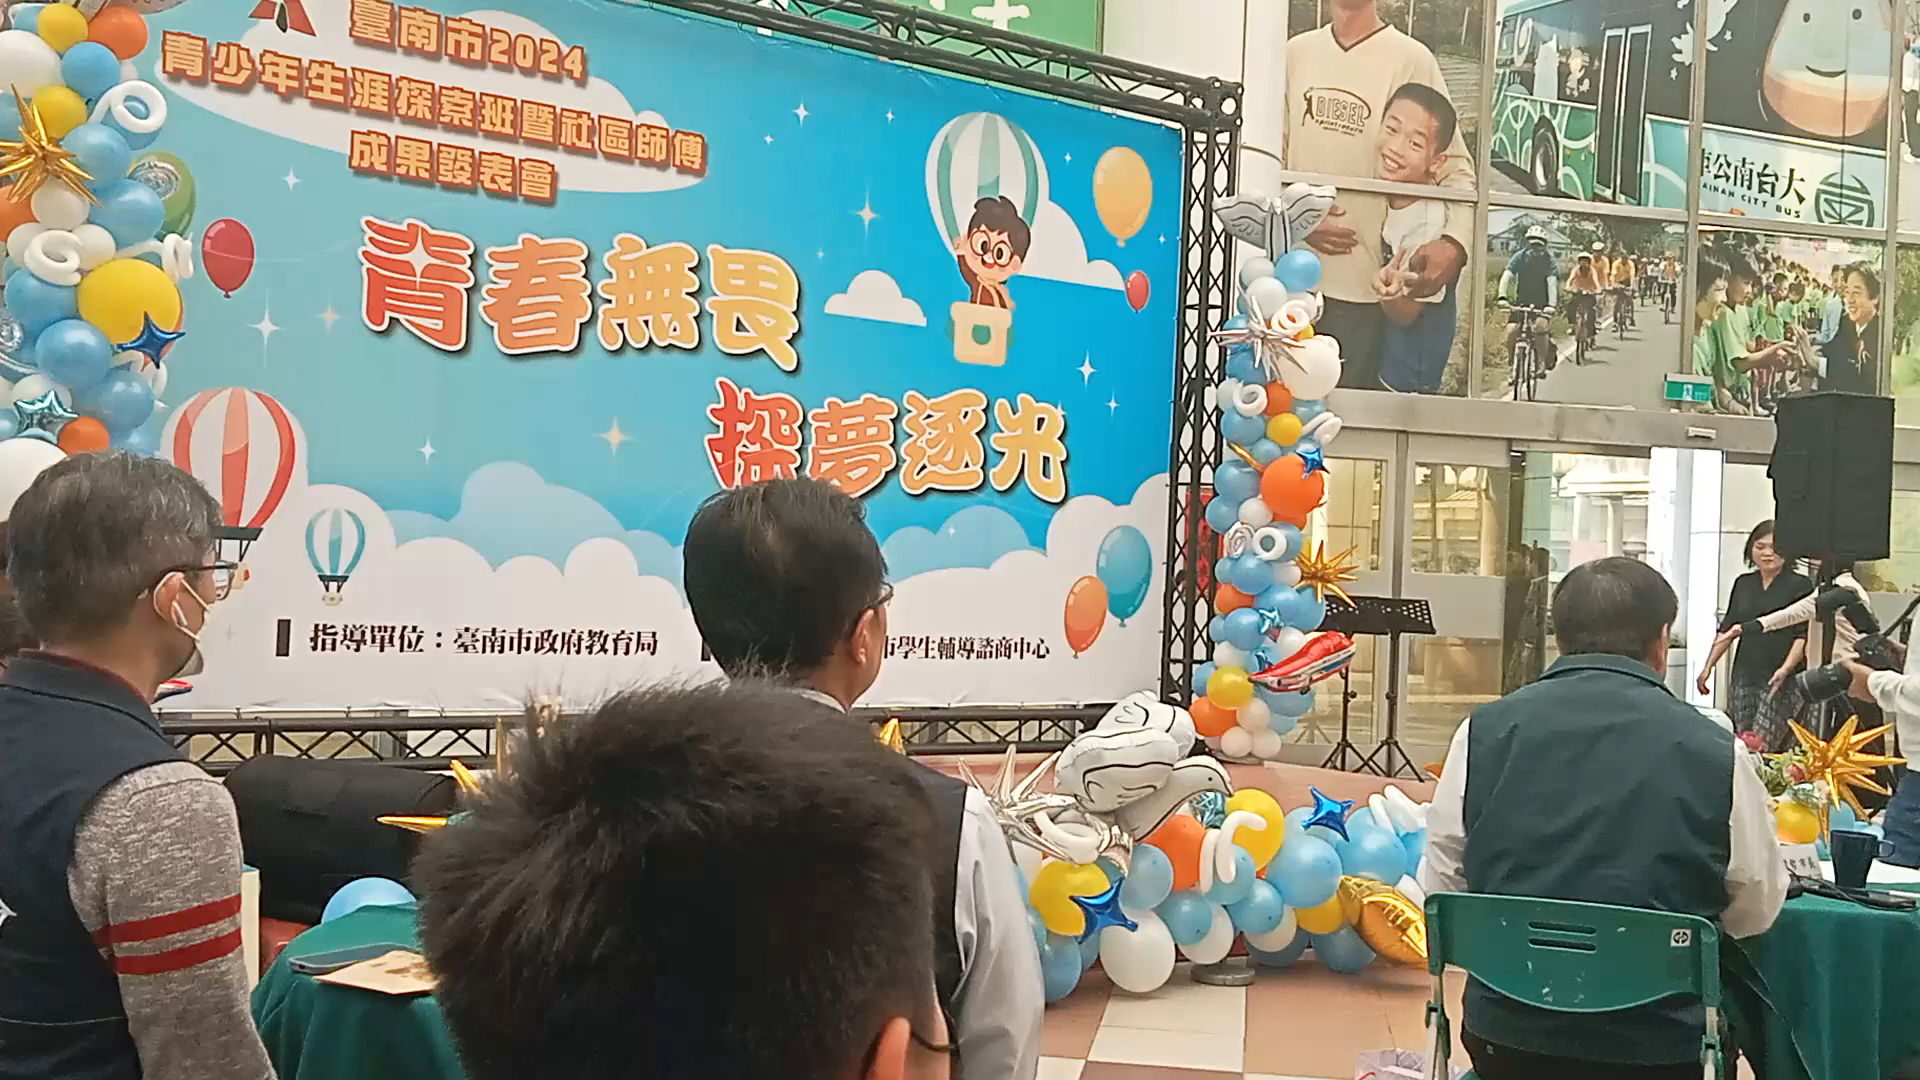 臺南市2024
青少年生涯探索班暨社區師傅
成果發表會
青春無畏
探夢逐光
指導單位：臺南市政府教育局
市學生輔導諮商中心
DIESEL
大台南公車
TAINAN CITY BUS